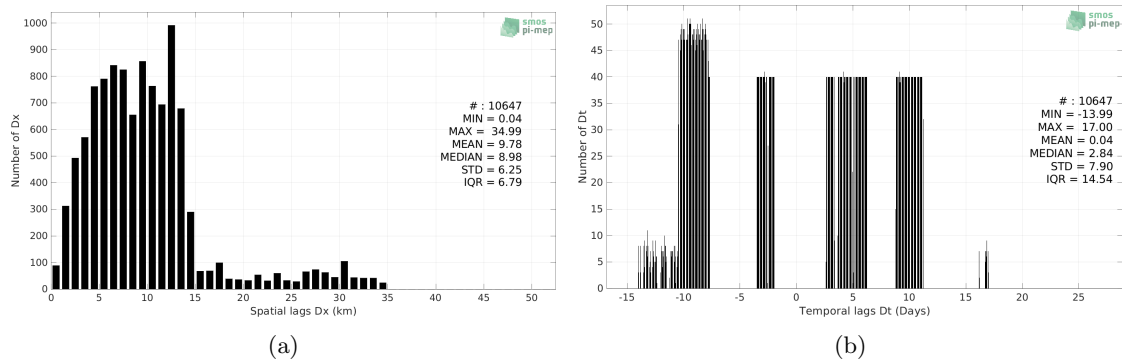 smos
pi-mep
1000
900
800
700
600
500
400
300
200
100
0
Number of Dx
# : 10647
MIN = 0.04
MAX = 34.99
MEAN = 9.78
MEDIAN = 8.98
STD = 6.25
IQR = 6.79
0 5 10 15 20 25 30 35 40 45 50
Spatial lags Dx (km)
(a)
smos
pi-mep
50
45
40
35
30
25
20
15
10
5
0
Number of Dt
# : 10647
MIN = -13.99
MAX = 17.00
MEAN = 0.04
MEDIAN = 2.84
STD = 7.90
IQR = 14.54
-15 -10 -5 0 5 10 15 20 25
Temporal lags Dt (Days)
(b)